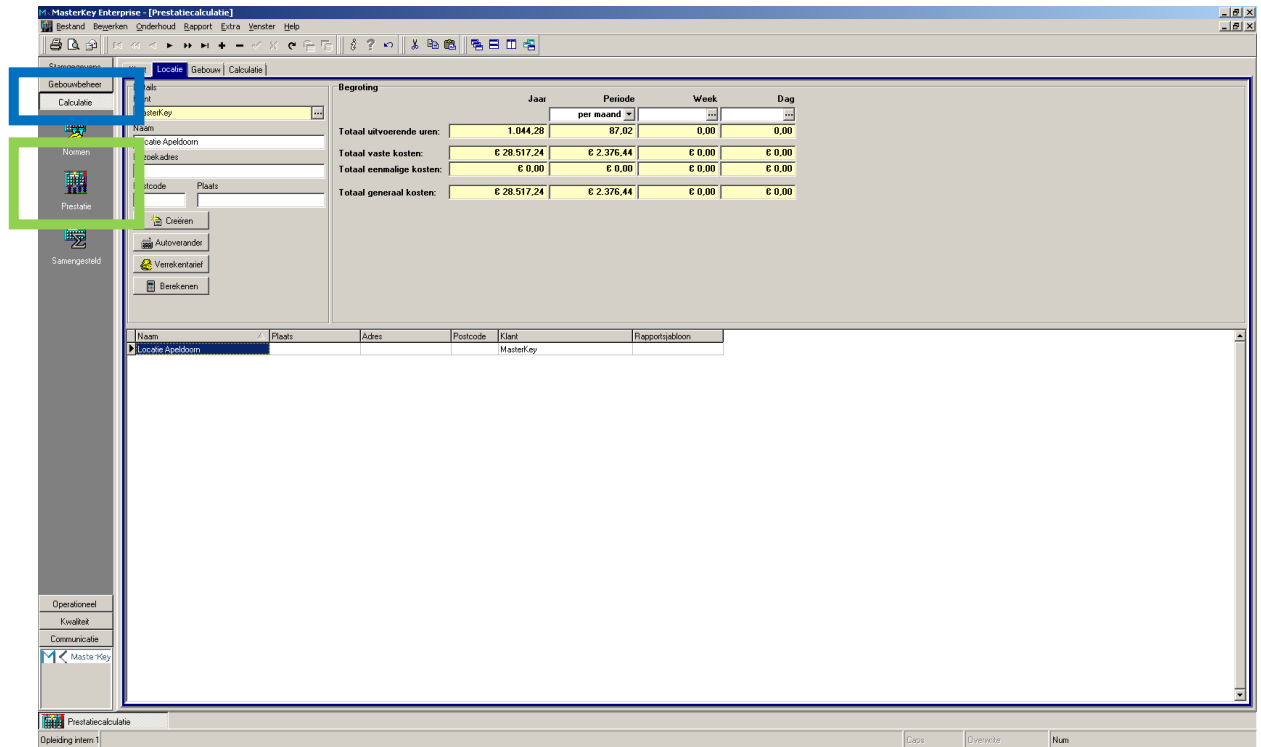 MasterKey Enterprise - [Prestatiecalculatie]
Bestand Bewerken Onderhoud Rapport Extra Venster Help
Stamgegevens
Gebouwbeheer
Calculatie
Normen
Prestatie
Samengesteld
Locatie Gebouw Calculatie
MasterKey
Naam
Locatie Apeldoorn
Bezoekadres
Postcode Plaats
Creëren
Autoverander
Verrekentarief
Berekenen
Begroting
Jaar Periode Week Dag
per maand ... ...
Totaal uitvoerende uren: 1.044,28 87,02 0,00 0,00
Totaal vaste kosten: € 28.517,24 € 2.376,44 € 0,00 € 0,00
Totaal eenmalige kosten: € 0,00 € 0,00 € 0,00 € 0,00
Totaal generaal kosten: € 28.517,24 € 2.376,44 € 0,00 € 0,00
Naam Plaats Adres Postcode Klant Rapportsjabloon
Locatie Apeldoorn MasterKey
Operationeel
Kwaliteit
Communicatie
MasterKey
Prestatiecalculatie
Opleiding intern 1 Caps Overwrite Num